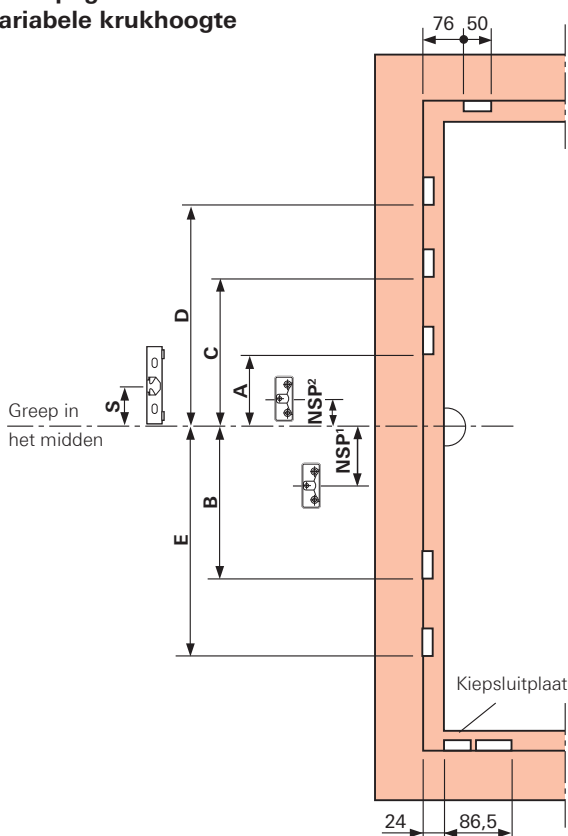 ariabele krukhoogte
76 50
D
C
A
S
NSP²
Greep in
het midden
NSP¹
B
E
Kiepsluitplaat
24 86,5